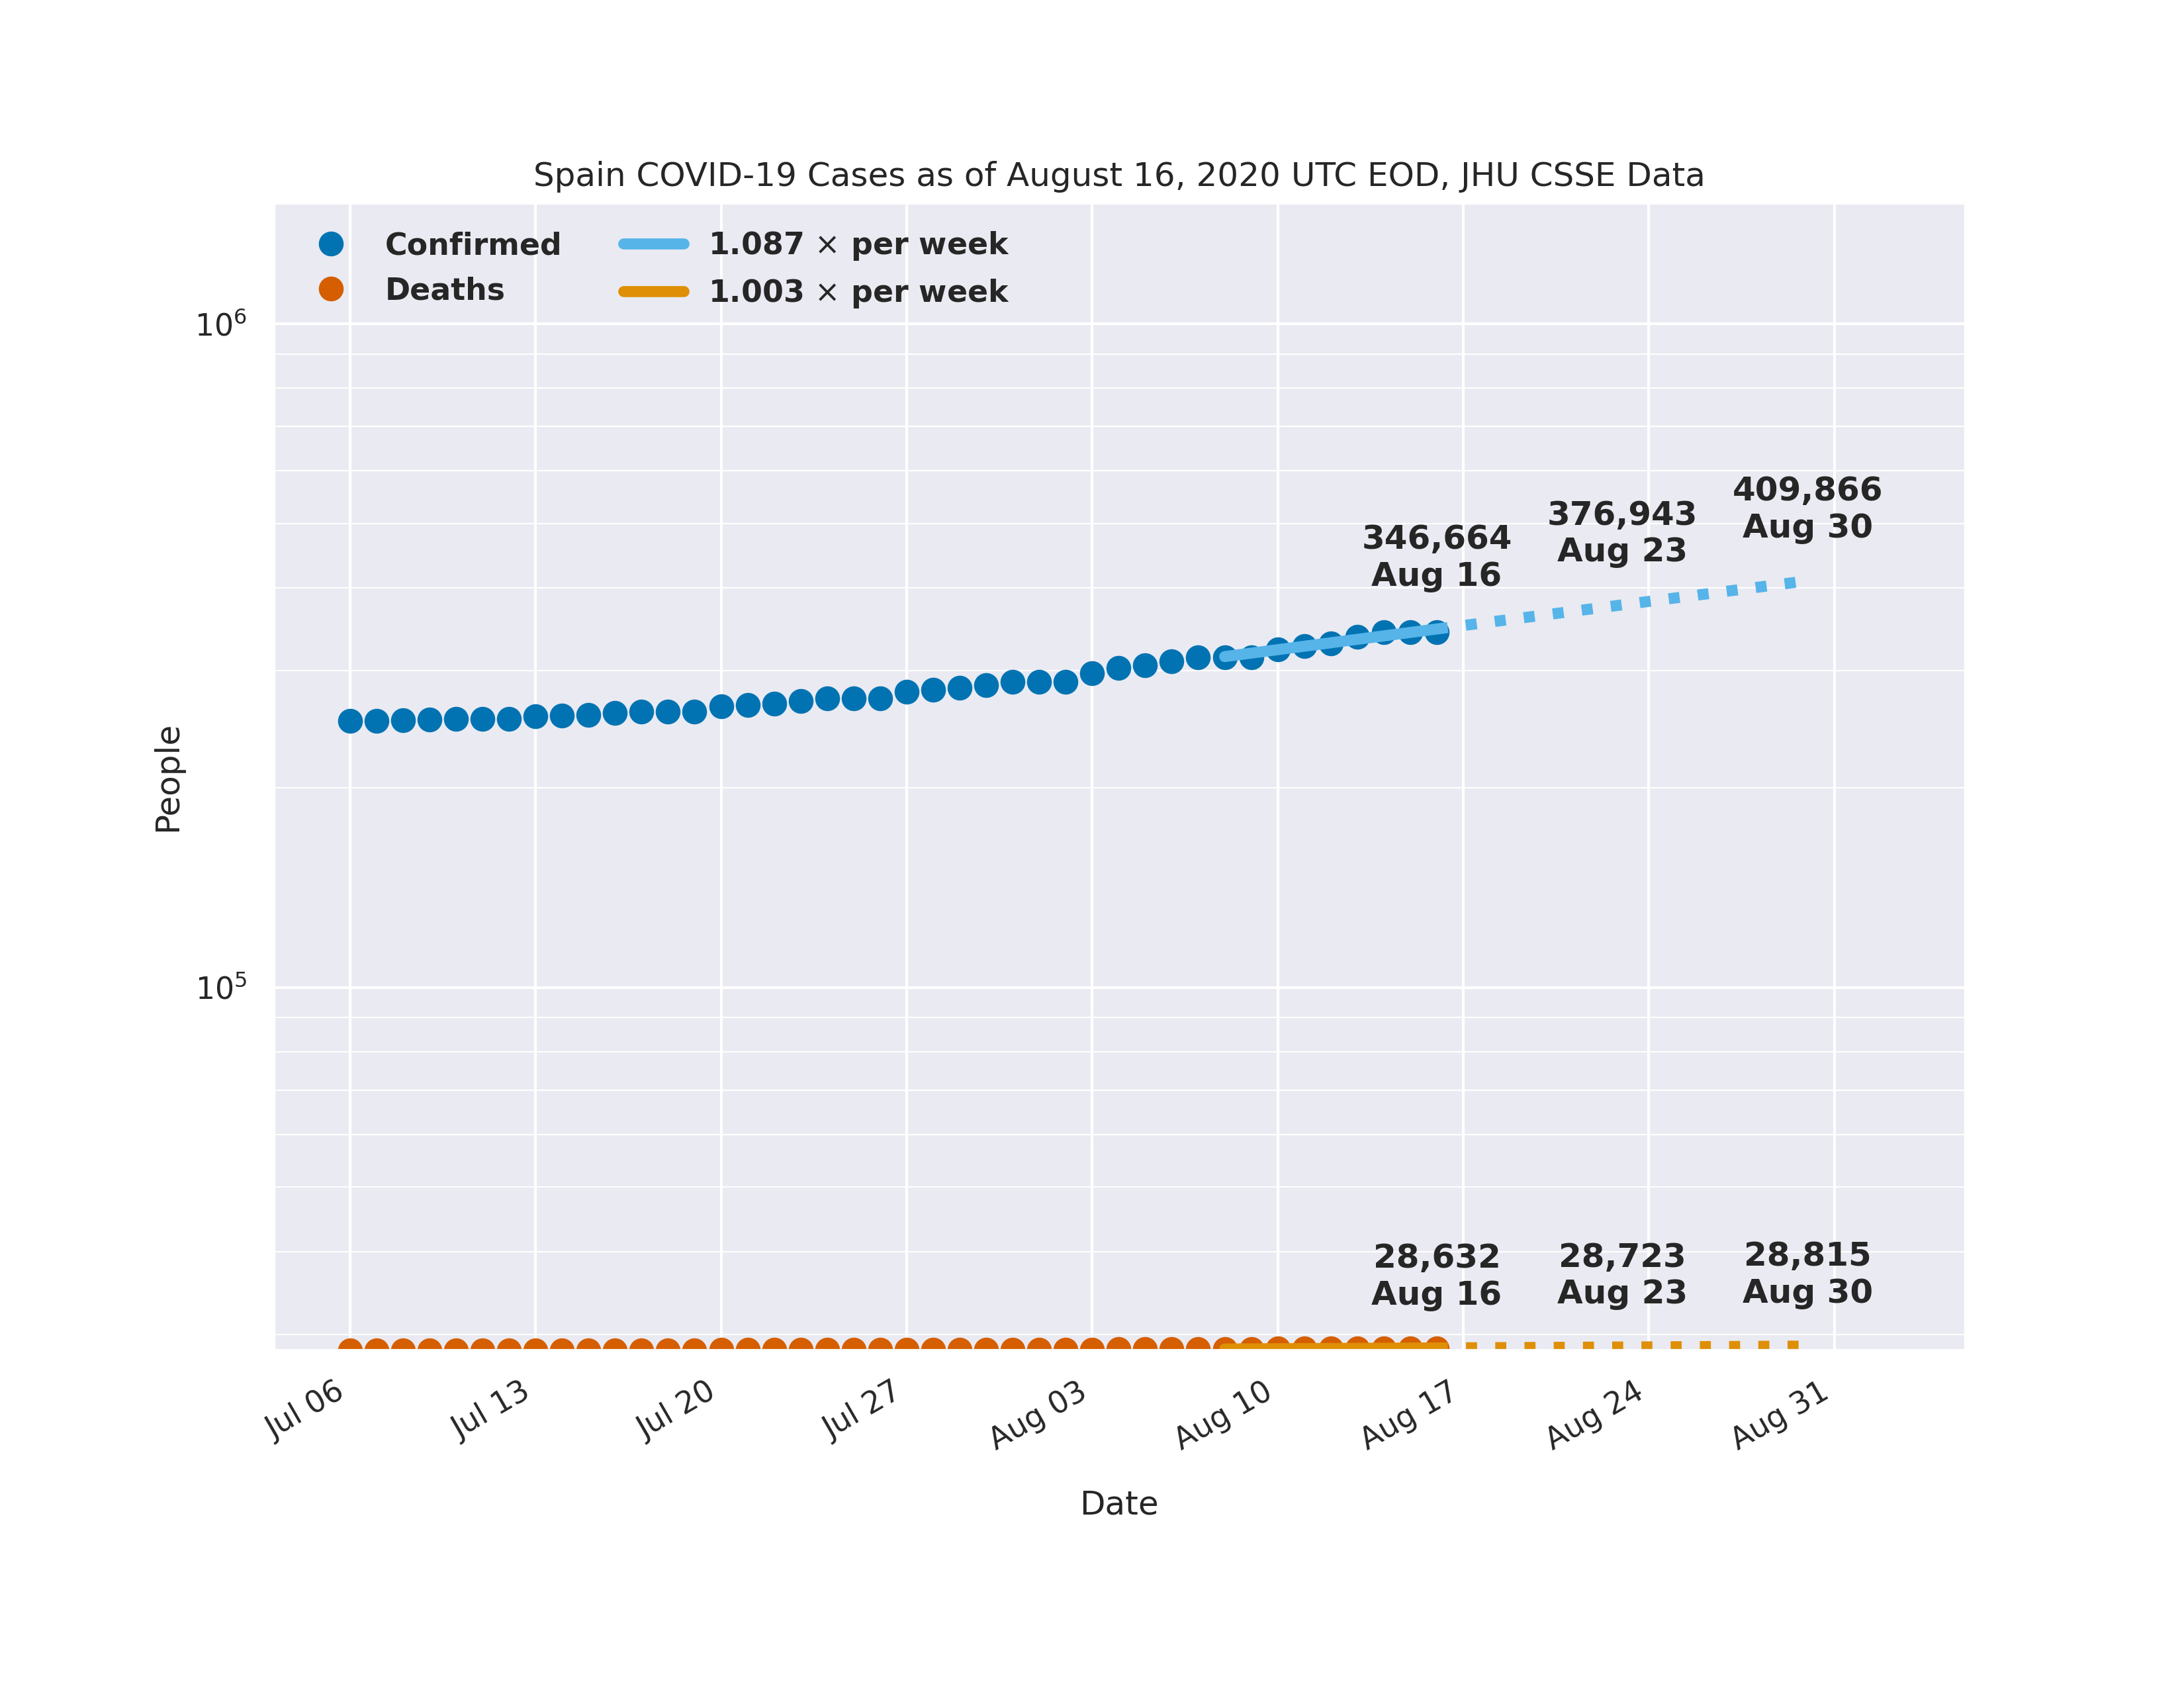 Spain COVID-19 Cases as of August 16, 2020 UTC EOD, JHU CSSE Data
Confirmed
Deaths
1.087 × per week
1.003 × per week
10⁶
10⁵
People
346,664
Aug 16
376,943
Aug 23
409,866
Aug 30
28,632
Aug 16
28,723
Aug 23
28,815
Aug 30
Jul 06
Jul 13
Jul 20
Jul 27
Aug 03
Aug 10
Aug 17
Aug 24
Aug 31
Date